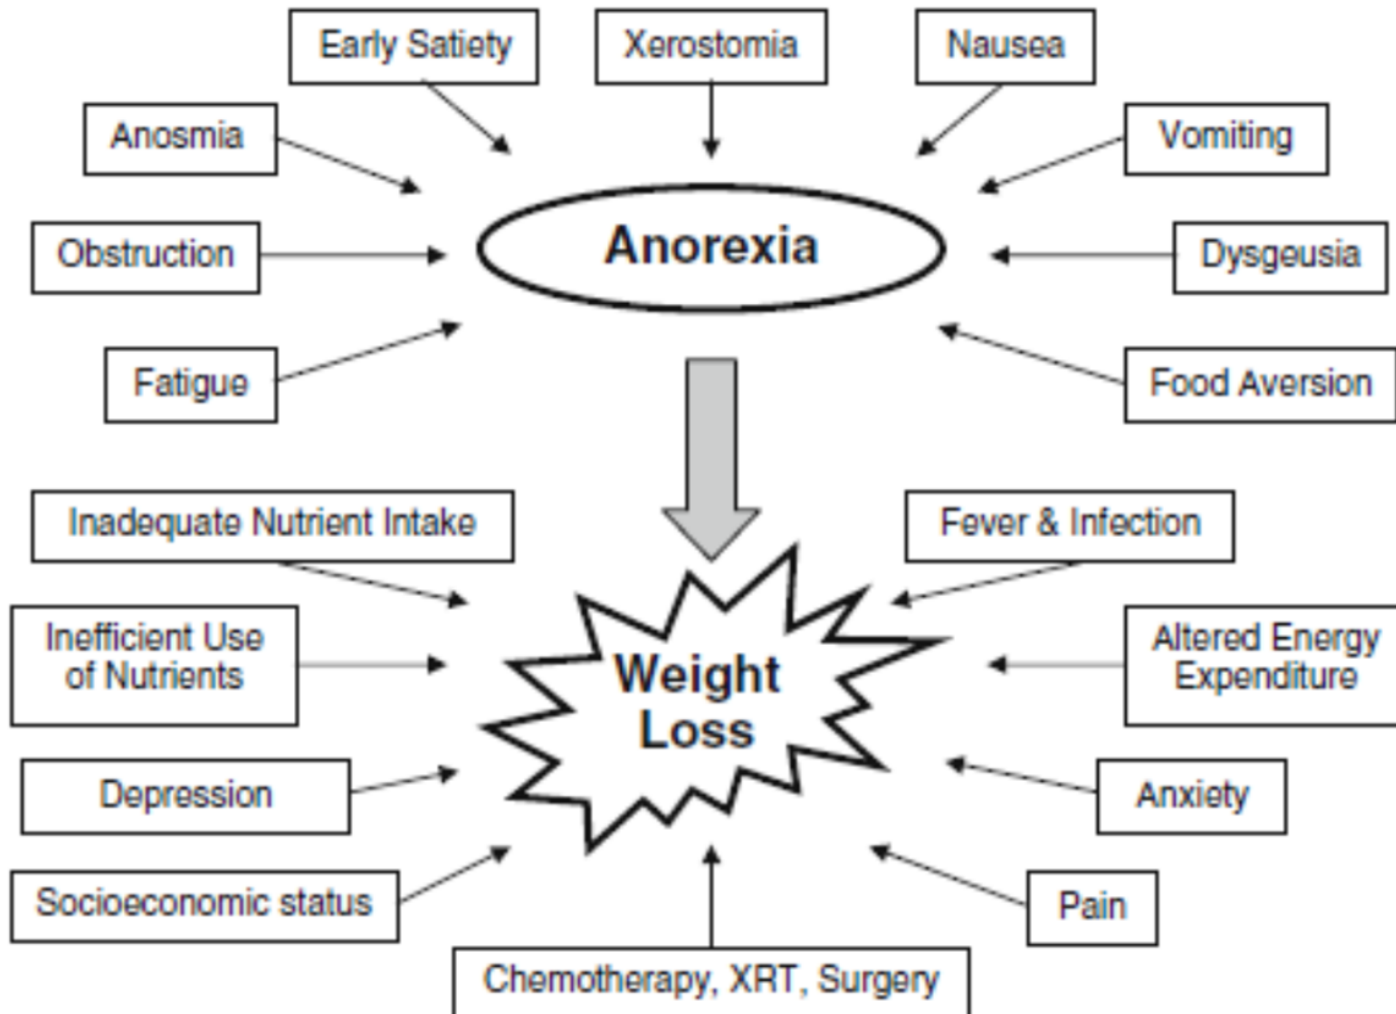 Early Satiety
Xerostomia
Nausea
Anosmia
Vomiting
Anorexia
Obstruction
Dysgeusia
Fatigue
Food Aversion
Inadequate Nutrient Intake
Fever & Infection
Inefficient Use
of Nutrients
Altered Energy
Expenditure
Weight
Loss
Depression
Anxiety
Socioeconomic status
Pain
Chemotherapy, XRT, Surgery